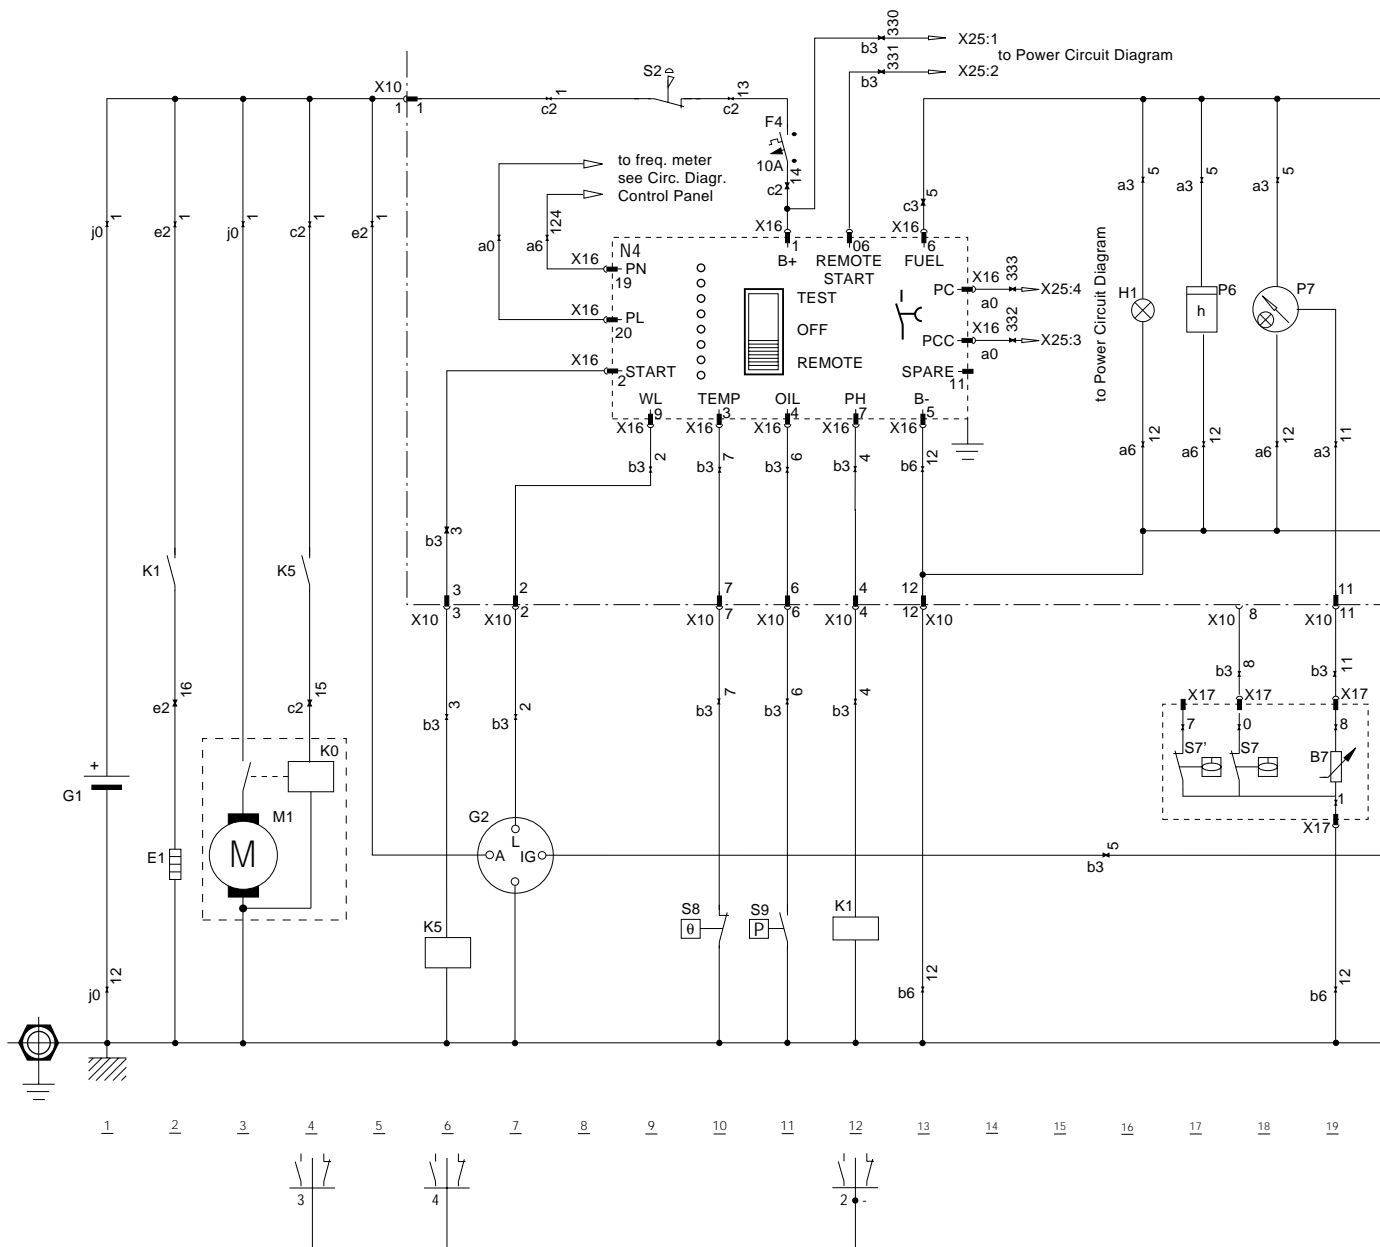 330
X25:1
b3
to Power Circuit Diagram
331
X25:2
b3
S2
X10
1
1
1
c2
13
c2
F4
10A
14
c2
to freq. meter
see Circ. Diagr.
Control Panel
124
a0
a6
5
c3
5
a3
5
a3
5
a3
1
j0
1
e2
1
j0
1
c2
1
e2
X16
1
B+
06
REMOTE
START
X16
6
FUEL
N4
X16
PN
19
X16
PL
20
X16
START
2
TEST
OFF
REMOTE
PC
X16
333
a0
X25:4
PCC
X16
332
a0
X25:3
SPARE
11
to Power Circuit Diagram
H1
P6
h
P7
WL
9
X16
TEMP
3
X16
OIL
4
X16
PH
7
X16
B-
5
X16
b3
2
b3
7
b3
6
b3
4
b6
12
a6
12
a6
12
a6
12
a3
11
b3
3
K1
K5
3
2
7
6
4
12
11
X10
3
X10
2
X10
7
X10
6
X10
4
12
X10
X10
8
X10
11
e2
16
c2
15
b3
3
b3
2
b3
7
b3
6
b3
4
b3
8
b3
11
X17
X17
X17
7
0
8
S7'
S7
B7
1
X17
+
G1
K0
M1
M
E1
G2
L
A
IG
b3
5
S8
θ
S9
P
K1
K5
j0
12
b6
12
b6
12
1
2
3
4
5
6
7
8
9
10
11
12
13
14
15
16
17
18
19
3
4
2
-